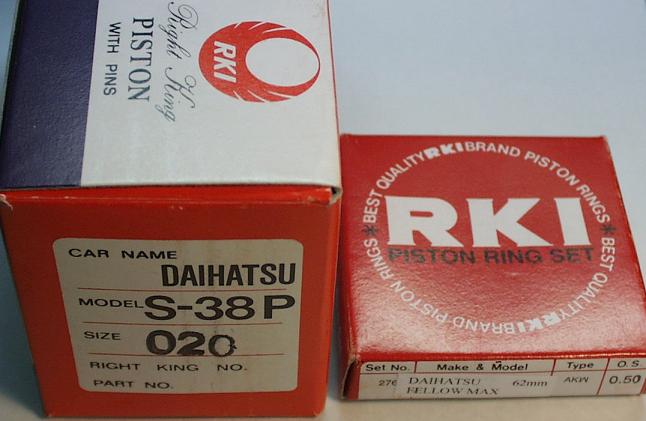 RKI
Right King
PISTON
WITH PINS
CAR NAME DAIHATSU
MODEL S-38P
SIZE 020
RIGHT KING NO.
PART NO.
BEST QUALITY RKI BRAND PISTON RINGS
RKI
PISTON RING SET
BEST QUALITY RKI BRAND PISTON RINGS
Set No. Make & Model Type O.S.
276 DAIHATSU 62mm AKW 0.50
FELLOW MAX